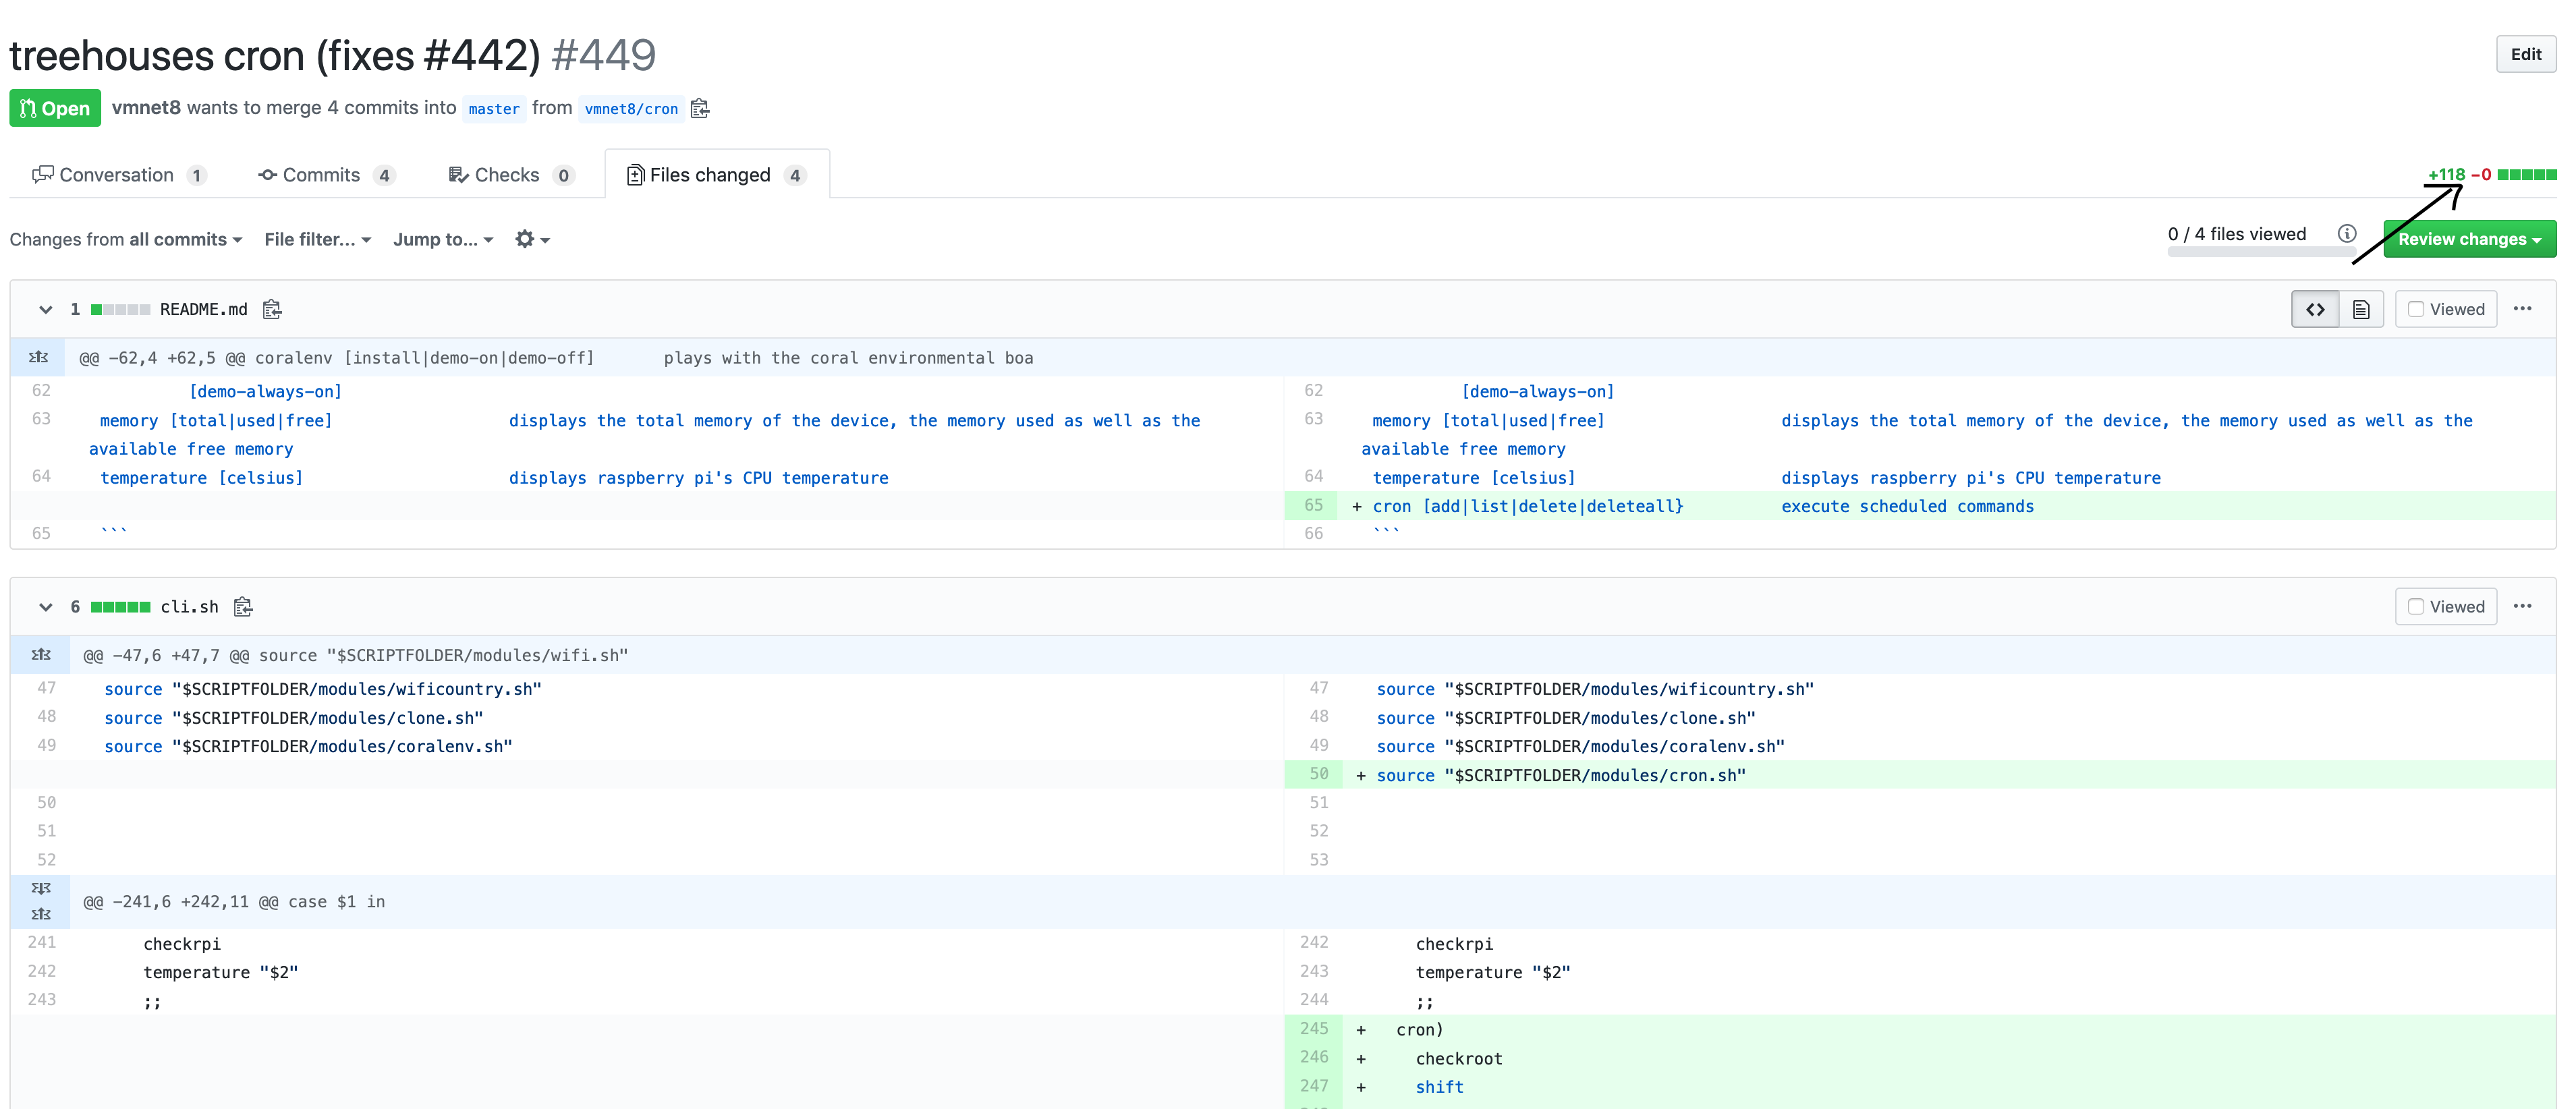 treehouses cron (fixes #442) #449
Edit
Open vmnet8 wants to merge 4 commits into master from vmnet8/cron
Conversation 1 Commits 4 Checks 0 Files changed 4 +118 −0
Changes from all commits File filter... Jump to... 0 / 4 files viewed Review changes
1 README.md Viewed
@@ -62,4 +62,5 @@ coralenv [install|demo-on|demo-off] plays with the coral environmental boa
62 [demo-always-on] 62 [demo-always-on]
63 memory [total|used|free] displays the total memory of the device, the memory used as well as the 63 memory [total|used|free] displays the total memory of the device, the memory used as well as the
available free memory available free memory
64 temperature [celsius] displays raspberry pi's CPU temperature 64 temperature [celsius] displays raspberry pi's CPU temperature
65 + cron [add|list|delete|deleteall} execute scheduled commands
65 ``` 66 ```
6 cli.sh Viewed
@@ -47,6 +47,7 @@ source "$SCRIPTFOLDER/modules/wifi.sh"
47 source "$SCRIPTFOLDER/modules/wificountry.sh" 47 source "$SCRIPTFOLDER/modules/wificountry.sh"
48 source "$SCRIPTFOLDER/modules/clone.sh" 48 source "$SCRIPTFOLDER/modules/clone.sh"
49 source "$SCRIPTFOLDER/modules/coralenv.sh" 49 source "$SCRIPTFOLDER/modules/coralenv.sh"
50 + source "$SCRIPTFOLDER/modules/cron.sh"
50 51
51 52
52 53
@@ -241,6 +242,11 @@ case $1 in
241 checkrpi 242 checkrpi
242 temperature "$2" 243 temperature "$2"
243 ;; 244 ;;
245 + cron)
246 + checkroot
247 + shift